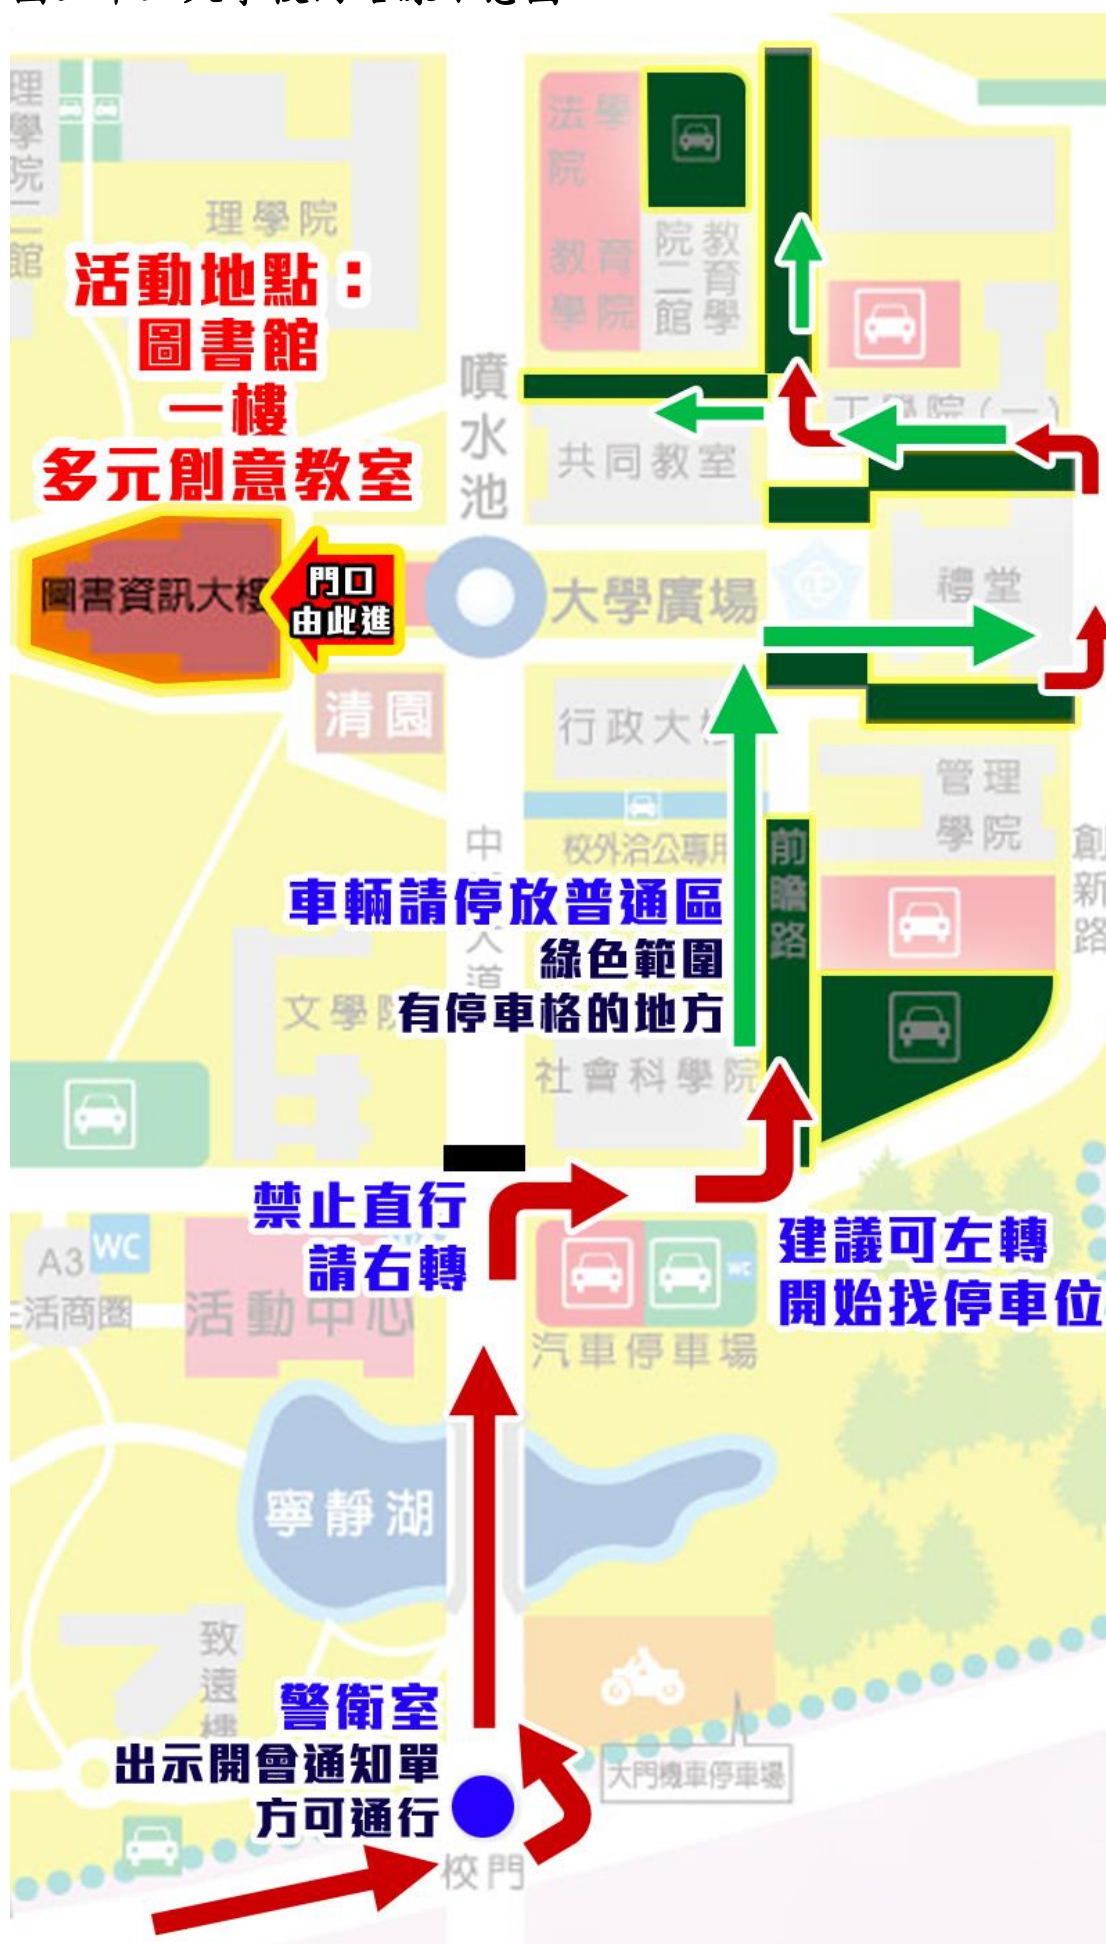 理學院二館
理學院
法學院
教育學院
教育學院二館
活動地點：
圖書館
一樓
多元創意教室
噴水池
共同教室
工學院(一)
圖書資訊大樓
門口
由此進
大學廣場
禮堂
清園
行政大
管理
學院
校外洽公專用
前瞻路
創新路
車輛請停放普通區
綠色範圍
有停車格的地方
文學院
社會科學院
禁止直行
請右轉
建議可左轉
開始找停車位
WC
A3
生活商圈
活動中心
WC
汽車停車場
寧靜湖
致遠樓
警衛室
出示開會通知單
方可通行
大門機車停車場
校門